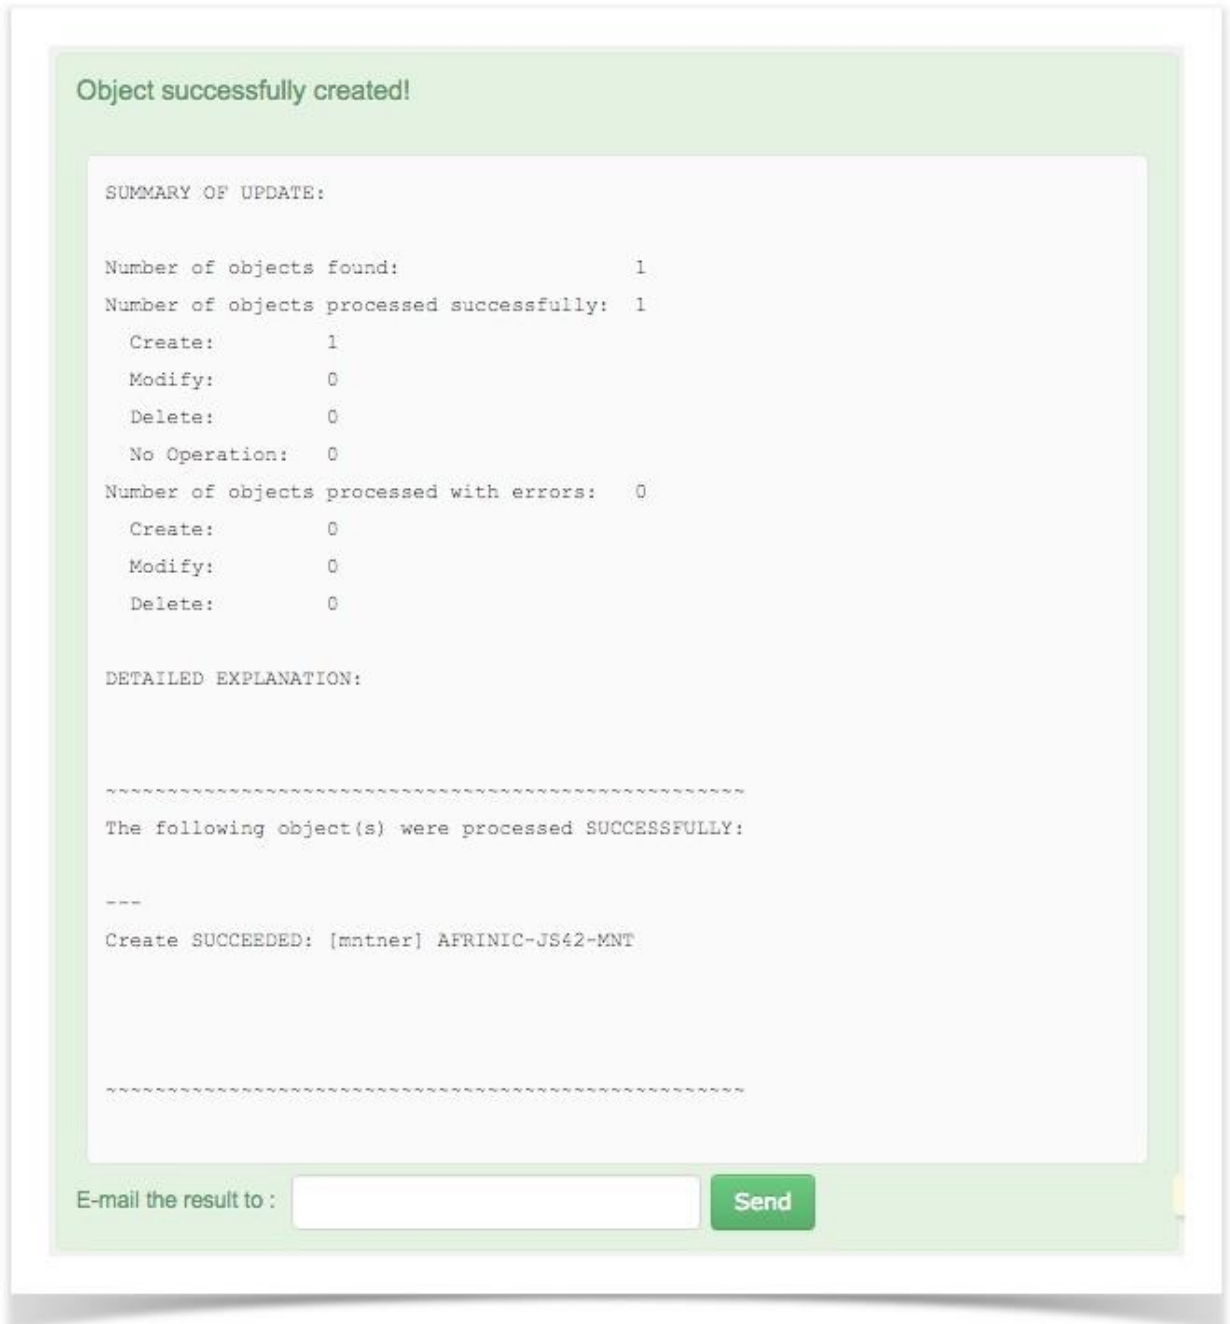 Object successfully created!
SUMMARY OF UPDATE:
Number of objects found: 1
Number of objects processed successfully: 1
Create: 1
Modify: 0
Delete: 0
No Operation: 0
Number of objects processed with errors: 0
Create: 0
Modify: 0
Delete: 0
DETAILED EXPLANATION:
~~~~~~~~~~~~~~~~~~~~~~~~~~~~~~~~~~~~~~~~~~~~~~~~~~~~
The following object(s) were processed SUCCESSFULLY:
---
Create SUCCEEDED: [mntner] AFRINIC-JS42-MNT
~~~~~~~~~~~~~~~~~~~~~~~~~~~~~~~~~~~~~~~~~~~~~~~~~~~~
E-mail the result to : Send